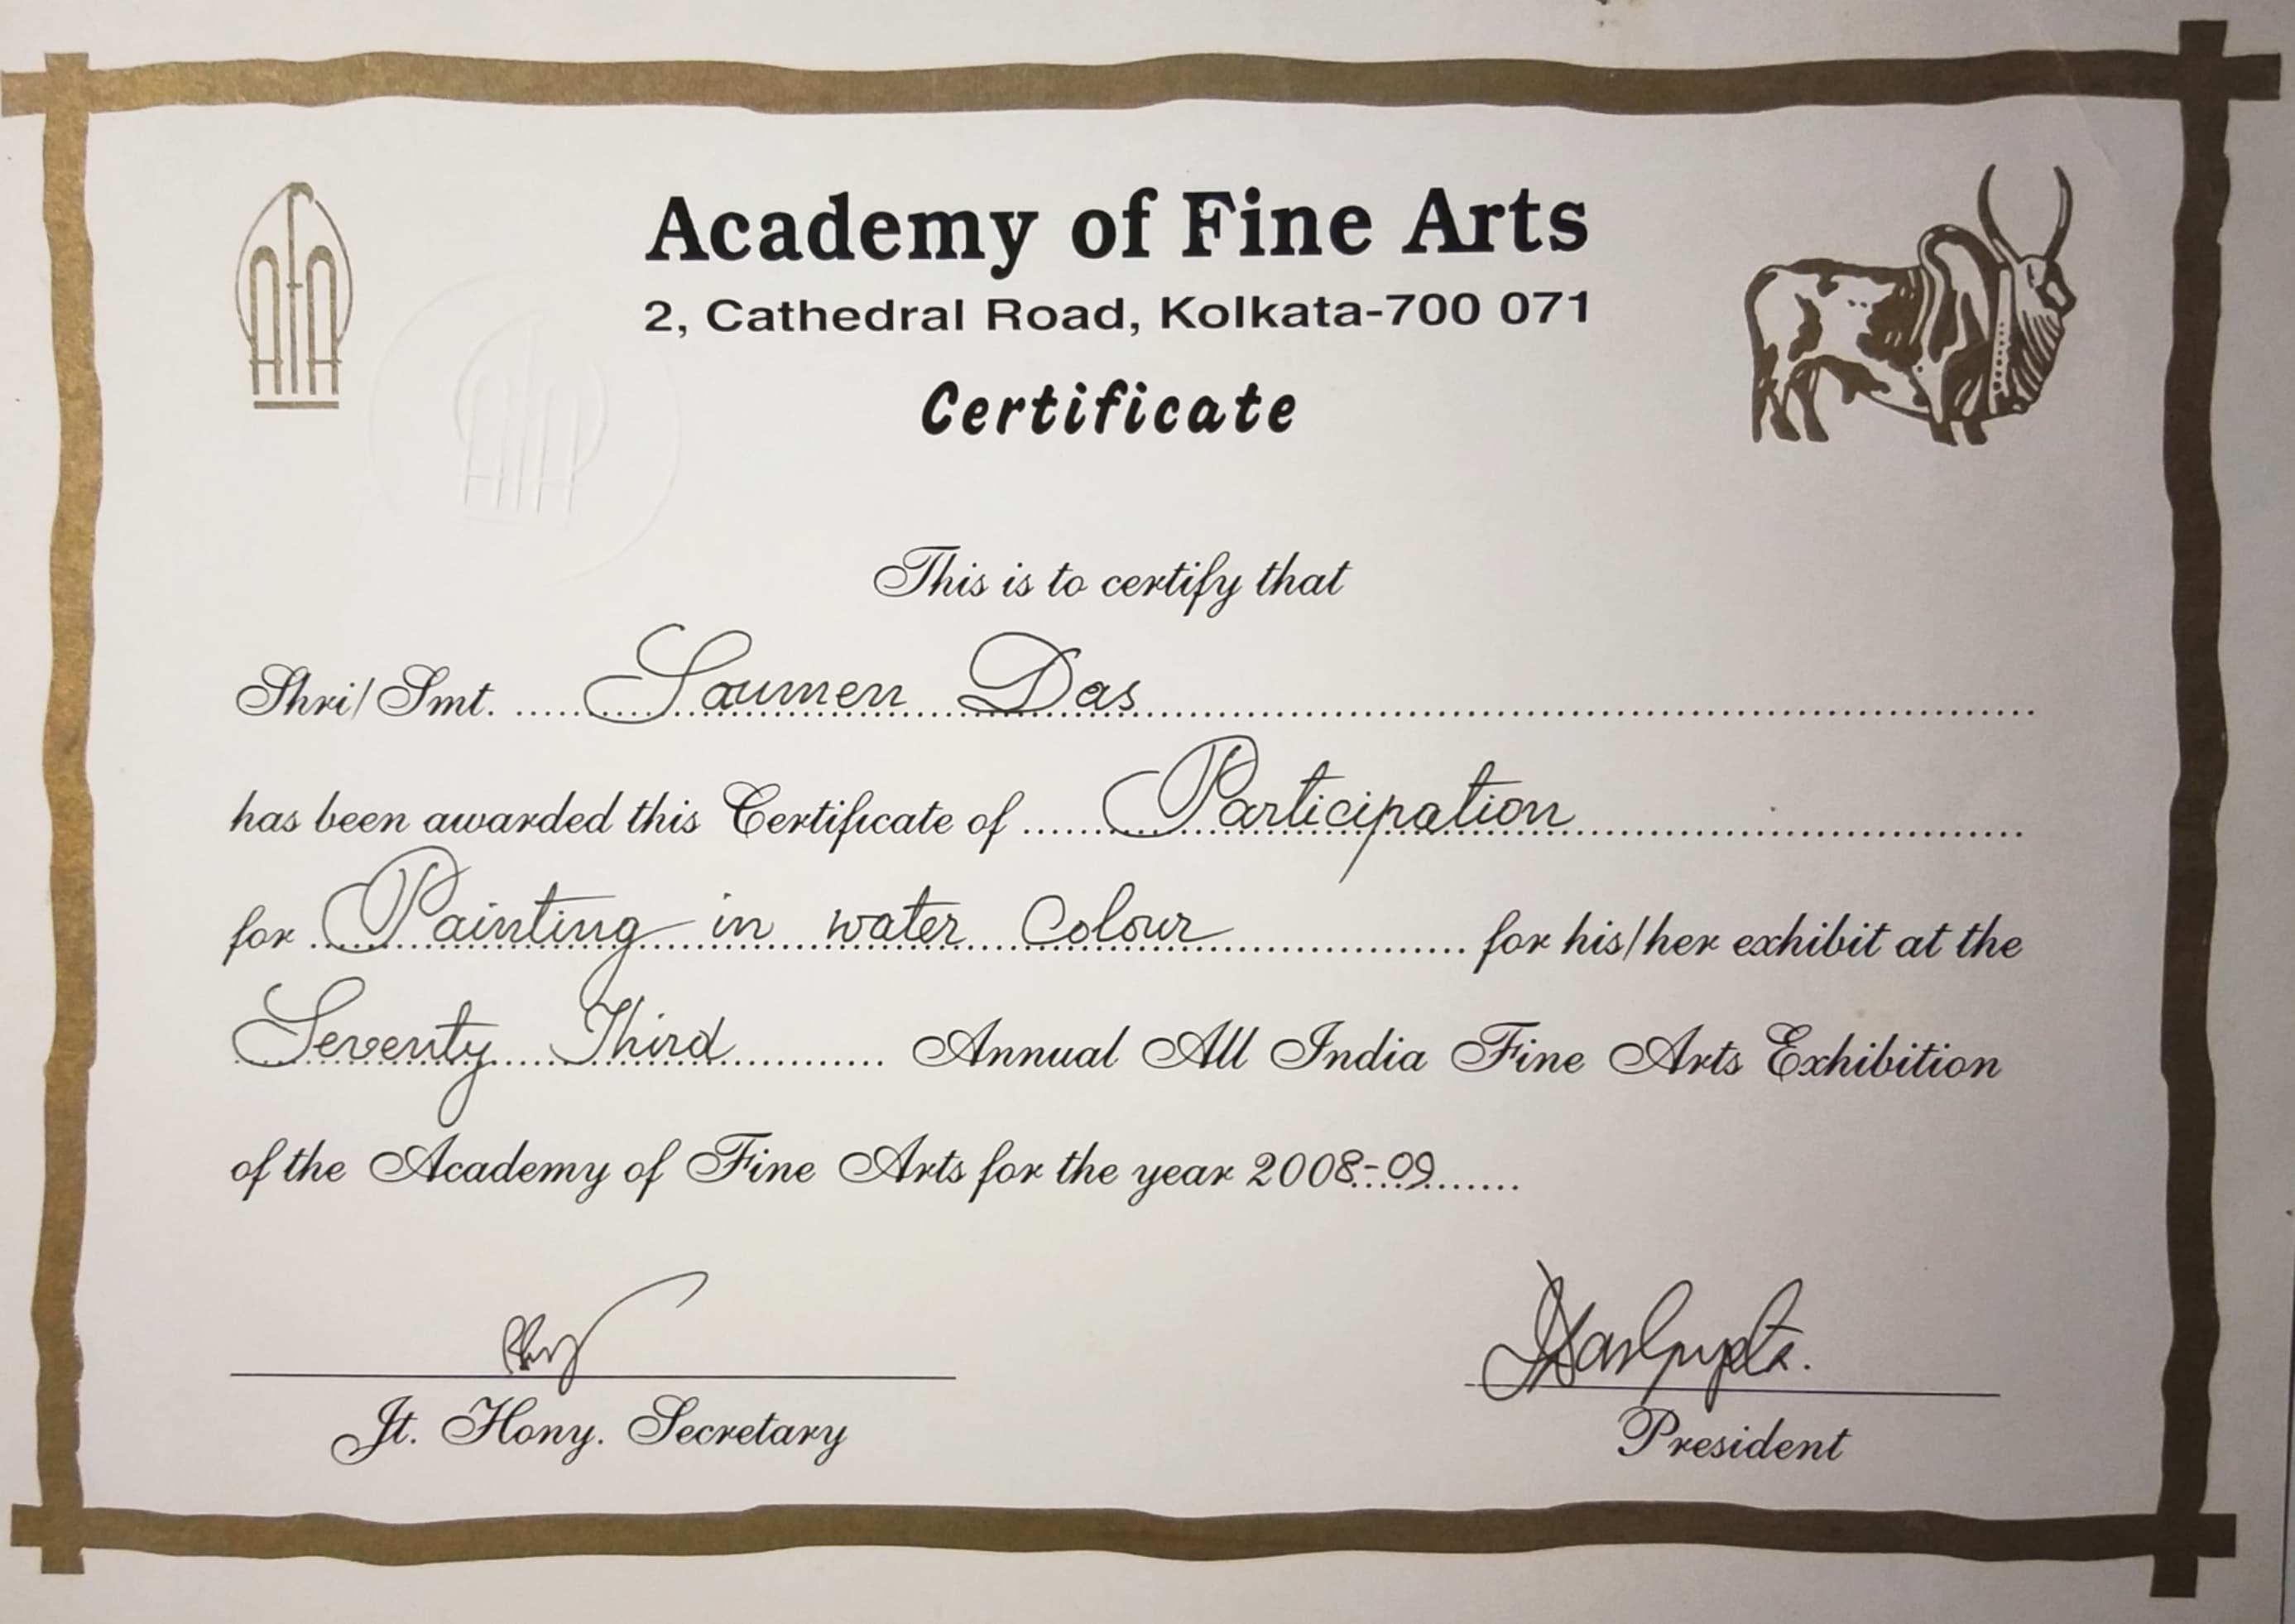 Academy of Fine Arts
2, Cathedral Road, Kolkata-700 071
Certificate
This is to certify that
Shri/Smt. Soumen Das
has been awarded this Certificate of Participation
for Painting in water Colour for his/her exhibit at the
Seventy Third Annual All India Fine Arts Exhibition
of the Academy of Fine Arts for the year 2008-09
Jt. Hony. Secretary
President